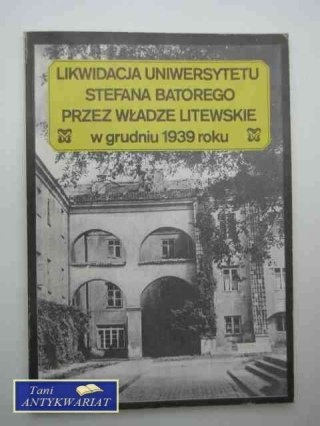 LIKWIDACJA UNIWERSYTETU
STEFANA BATOREGO
PRZEZ WŁADZE LITEWSKIE
w grudniu 1939 roku
Tani
ANTYKWARIAT